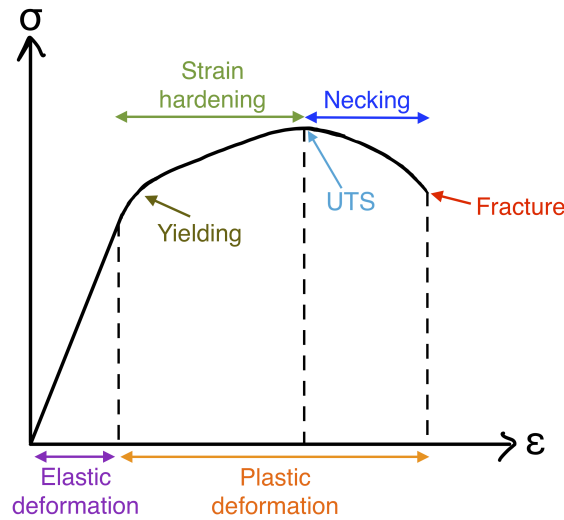 σ
Strain
hardening
Necking
UTS
Fracture
Yielding
ε
Elastic
deformation
Plastic
deformation